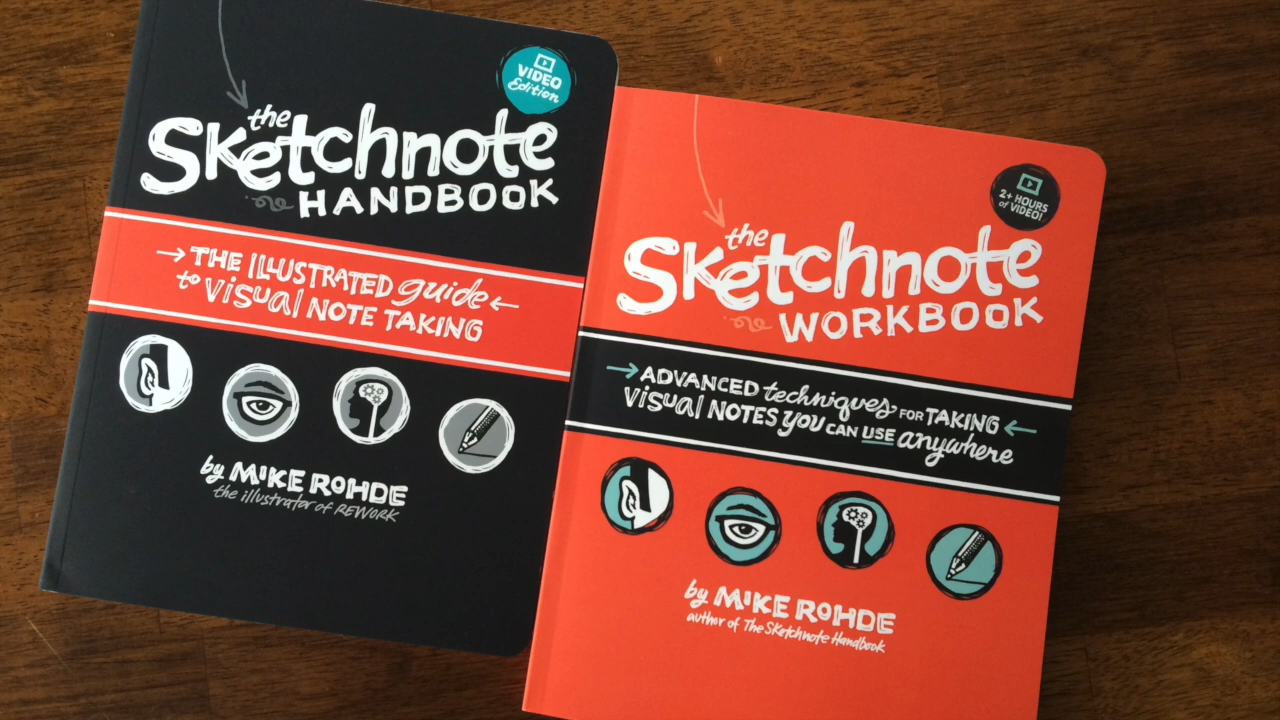 VIDEO
Edition
the
Sketchnote
HANDBOOK
THE ILLUSTRATED guide
to visual NOTE TAKING
by MIKE ROHDE
the illustrator of REWORK
2+ HOURS
of VIDEO!
the
Sketchnote
WORKBOOK
ADVANCED techniques FOR TAKING
visual NOTES you CAN USE anywhere
by MIKE ROHDE
author of The Sketchnote Handbook